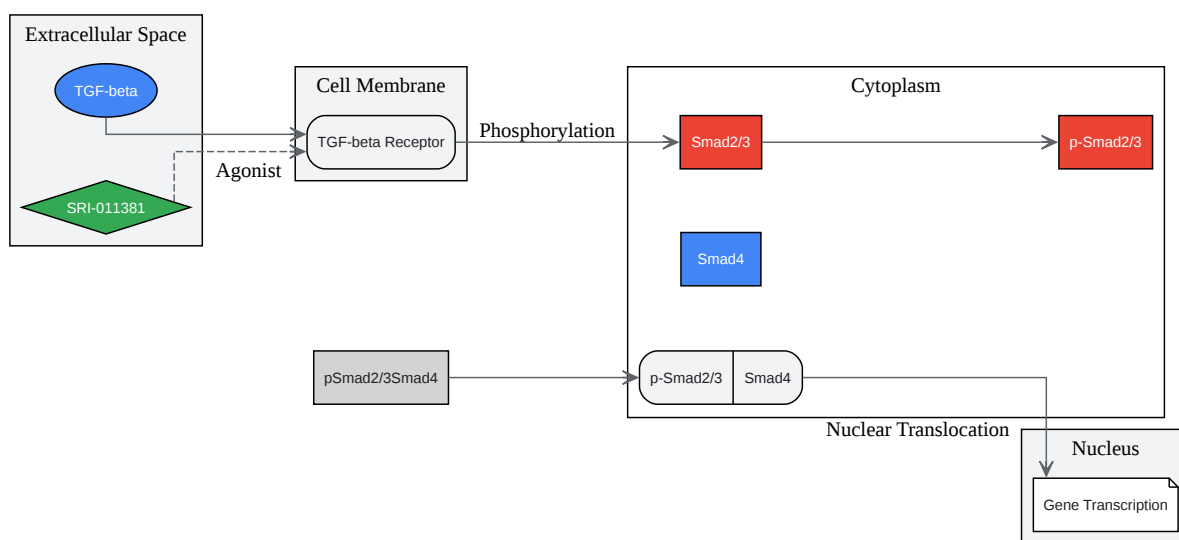 Extracellular Space
TGF-beta
SRI-011381
Agonist
Cell Membrane
TGF-beta Receptor
Phosphorylation
Cytoplasm
Smad2/3
p-Smad2/3
Smad4
pSmad2/3Smad4
p-Smad2/3
Smad4
Nuclear Translocation
Nucleus
Gene Transcription